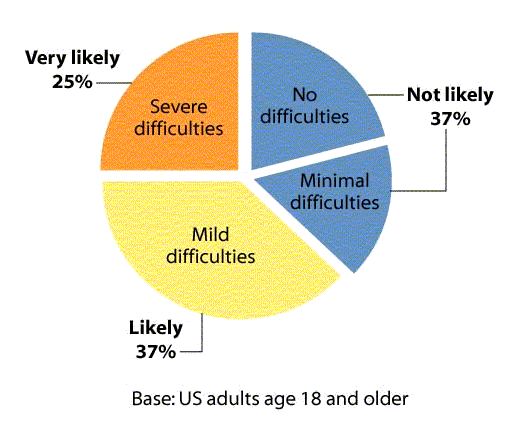 Very likely
25%
Severe
difficulties
No
difficulties
Not likely
37%
Minimal
difficulties
Mild
difficulties
Likely
37%
Base: US adults age 18 and older